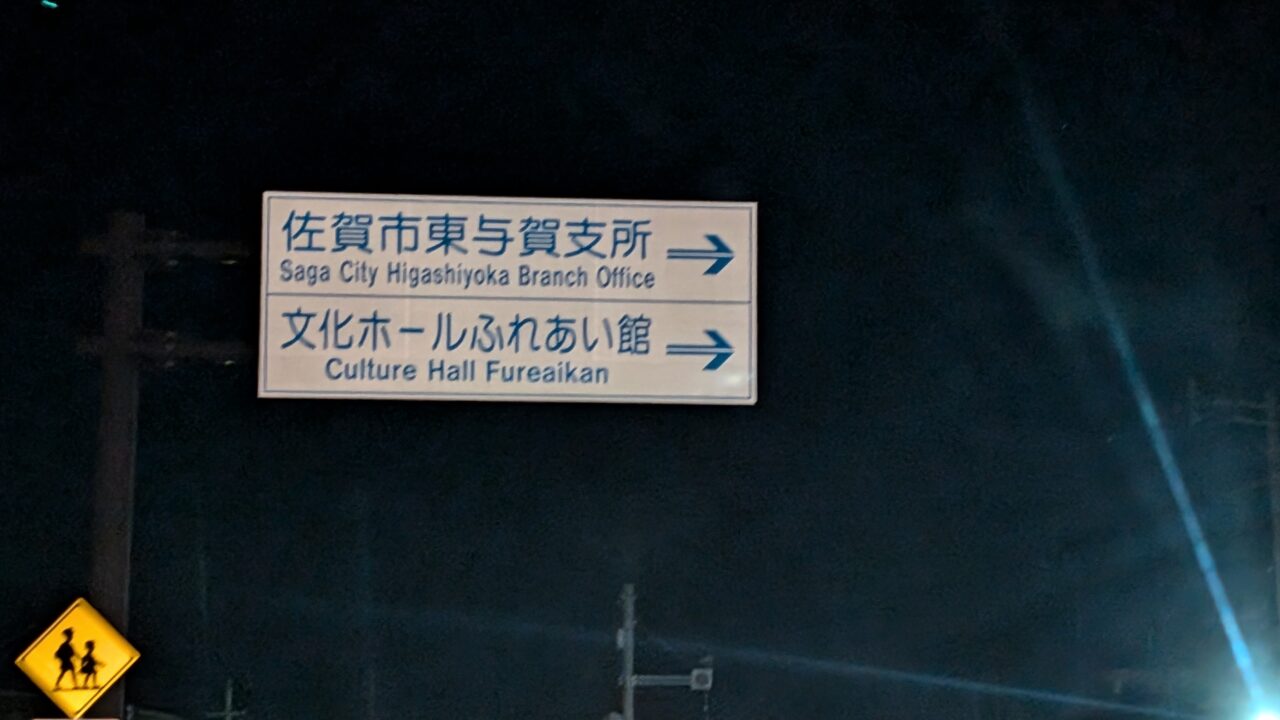 佐賀市東与賀支所
Saga City Higashiyoka Branch Office
文化ホールふれあい館
Culture Hall Fureaikan